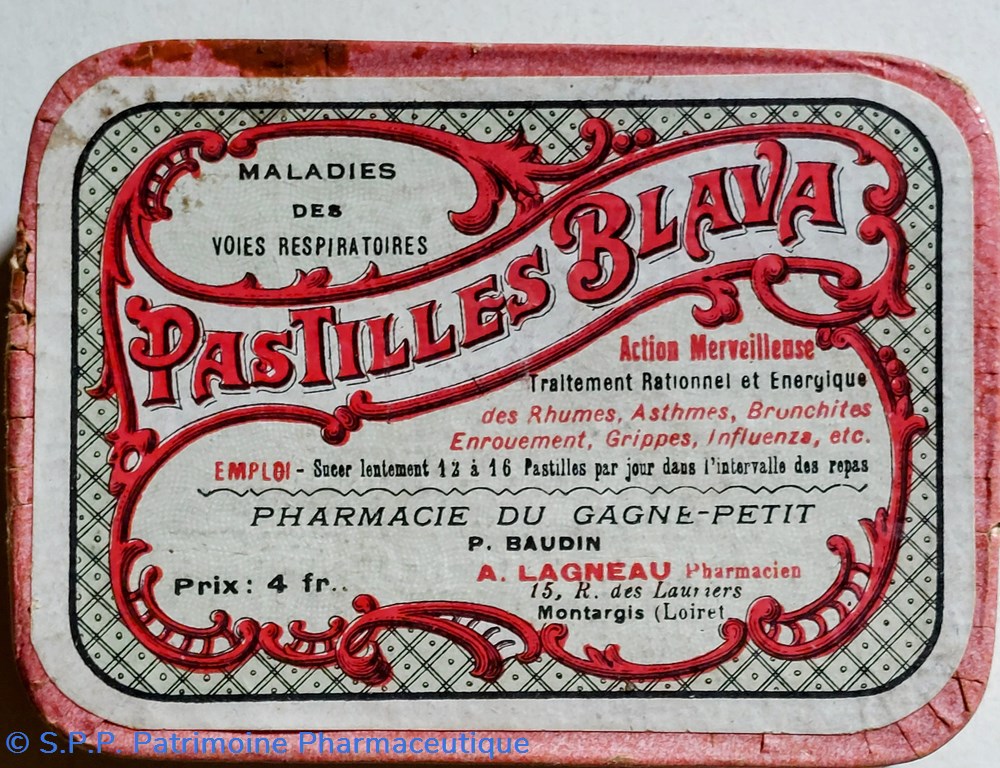 MALADIES
DES
VOIES RESPIRATOIRES
PASTILLES BLAVA
Action Merveilleuse
Traitement Rationnel et Energique
des Rhumes, Asthmes, Brunchites
Enrouement, Grippes, Influenza, etc.
EMPLOI - Sucer lentement 12 à 16 Pastilles par jour dans l'intervalle des repas
PHARMACIE DU GAGNE-PETIT
P. BAUDIN
A. LAGNEAU Pharmacien
15, R. des Lauriers
Prix: 4 fr..
Montargis (Loiret
© S.P.P. Patrimoine Pharmaceutique